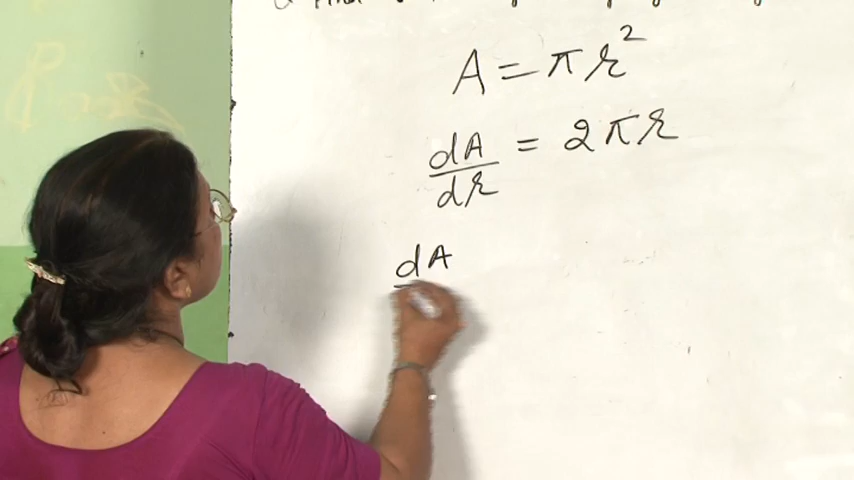 A = πr²
dA/dr = 2πr
dA